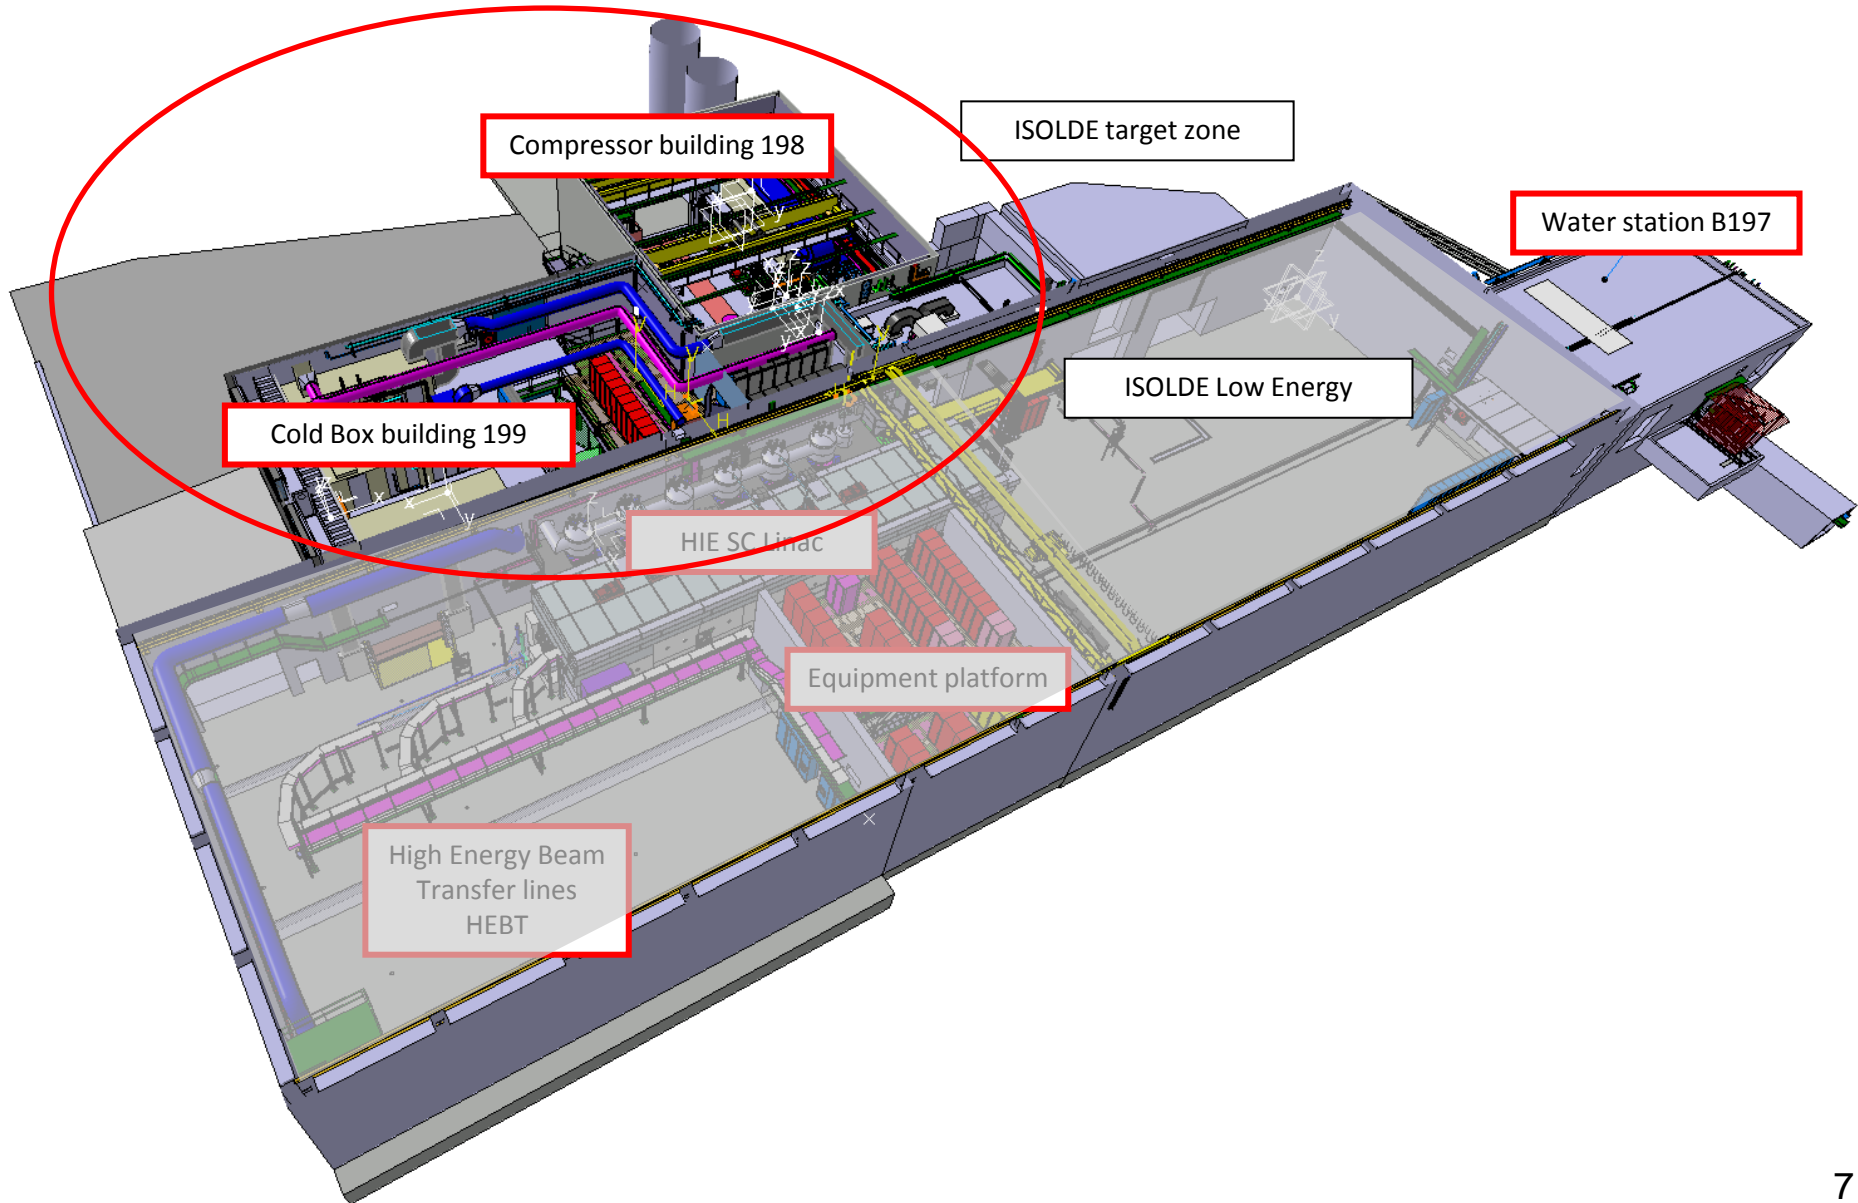 Compressor building 198
ISOLDE target zone
Water station B197
ISOLDE Low Energy
Cold Box building 199
HIE SC Linac
Equipment platform
High Energy Beam
Transfer lines
HEBT
7